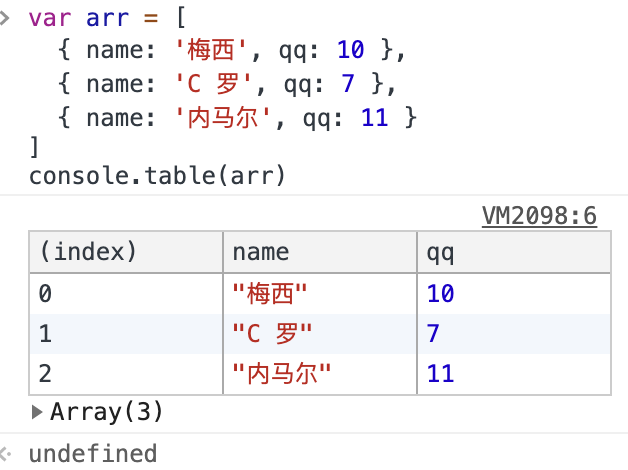 var arr = [
{ name: '梅西', qq: 10 },
{ name: 'C 罗', qq: 7 },
{ name: '内马尔', qq: 11 }
]
console.table(arr)
VM2098:6
(index) name qq
0 "梅西" 10
1 "C 罗" 7
2 "内马尔" 11
Array(3)
undefined